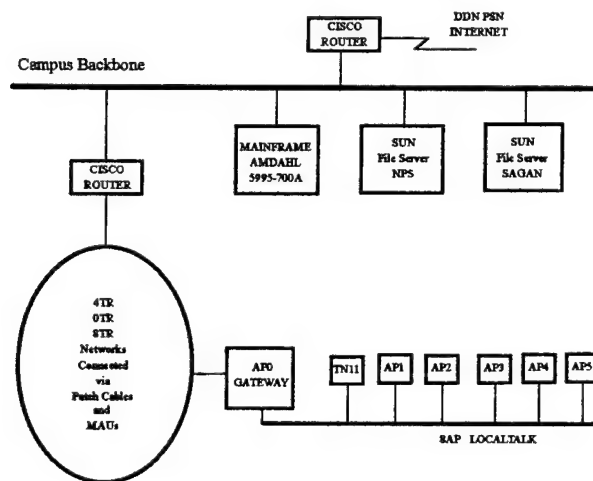 DDN PSN
INTERNET
CISCO
ROUTER
Campus Backbone
MAINFRAME
AMDAHL
5995-700A
SUN
File Server
NPS
SUN
File Server
SAGAN
CISCO
ROUTER
4TR
0TR
8TR
Networks
Connected
via
Patch Cables
and
MAUs
AP0
GATEWAY
TN11
AP1
AP2
AP3
AP4
AP5
8AP LOCALTALK